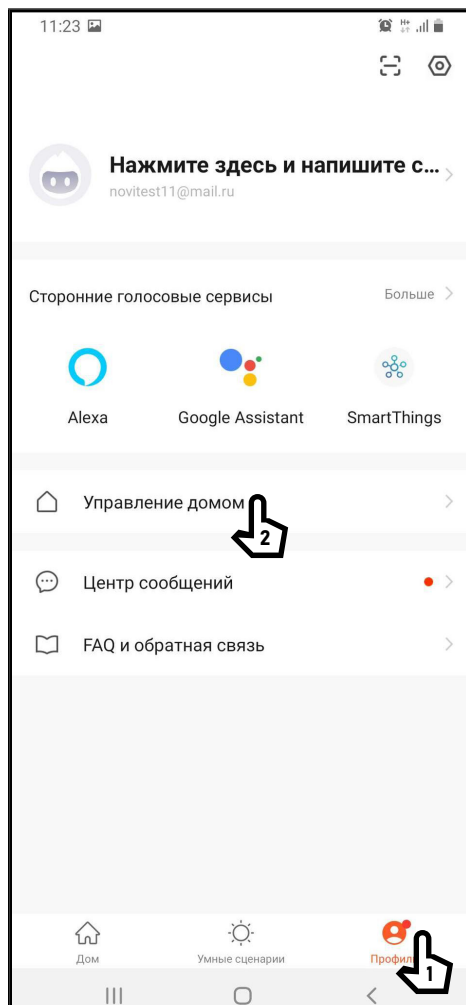 11:23
H+
Нажмите здесь и напишите с...
novitest11@mail.ru
Сторонние голосовые сервисы
Больше
Alexa
Google Assistant
SmartThings
Управление домом
2
Центр сообщений
FAQ и обратная связь
Дом
Умные сценарии
1